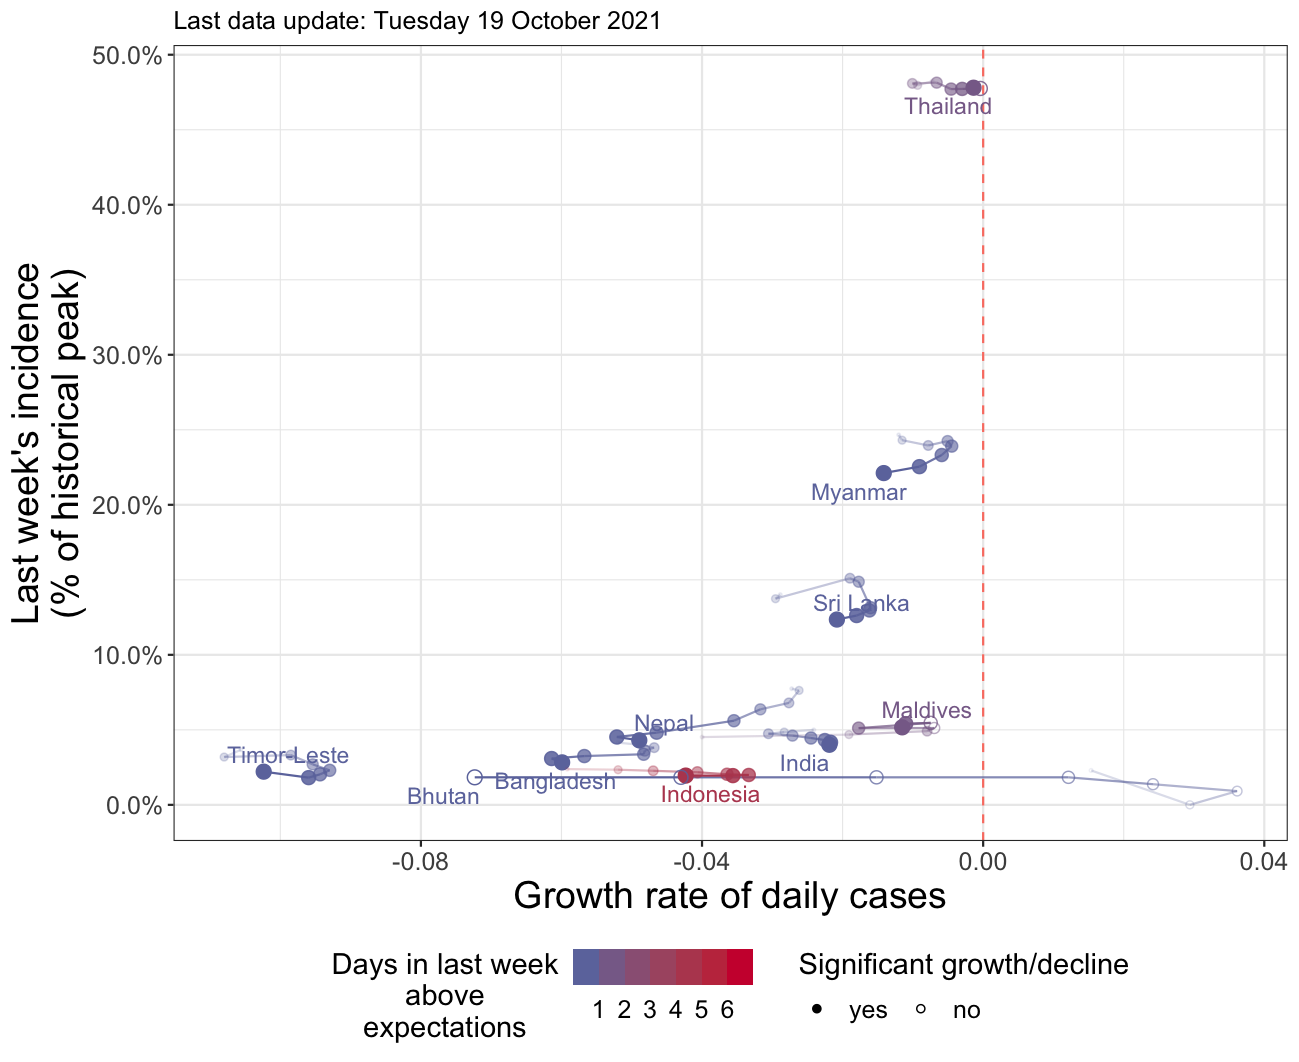 Last data update: Tuesday 19 October 2021
50.0%
40.0%
30.0%
20.0%
10.0%
0.0%
Last week's incidence
(% of historical peak)
Thailand
Myanmar
Sri Lanka
Maldives
Nepal
Timor-Leste
India
Bangladesh
Indonesia
Bhutan
-0.08
-0.04
0.00
0.04
Growth rate of daily cases
Days in last week
above
expectations
1 2 3 4 5 6
Significant growth/decline
yes
no